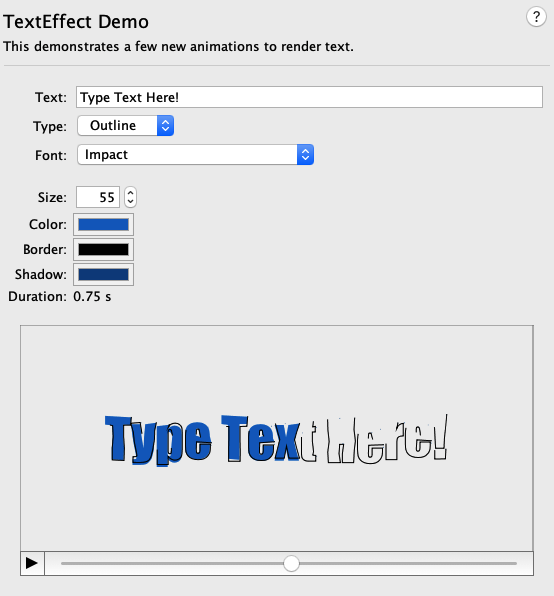 TextEffect Demo
?
This demonstrates a few new animations to render text.
Text: Type Text Here!
Type: Outline
Font: Impact
Size: 55
Color:
Border:
Shadow:
Duration: 0.75 s
Type Text Here!